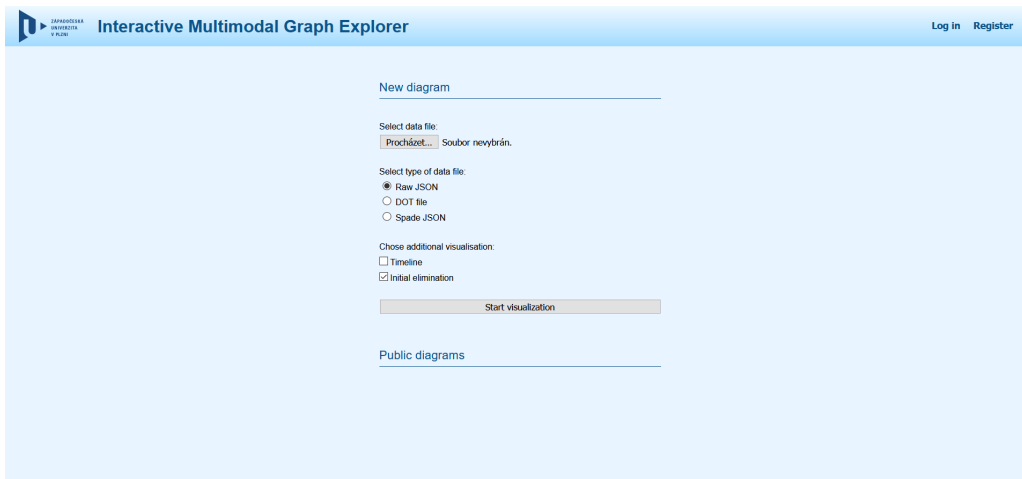 ZÁPADOČESKÁ
UNIVERZITA
V PLZNI
Interactive Multimodal Graph Explorer
Log in Register
New diagram
Select data file:
Procházet... Soubor nevybrán.
Select type of data file:
Raw JSON
DOT file
Spade JSON
Chose additional visualisation:
Timeline
Initial elimination
Start visualization
Public diagrams